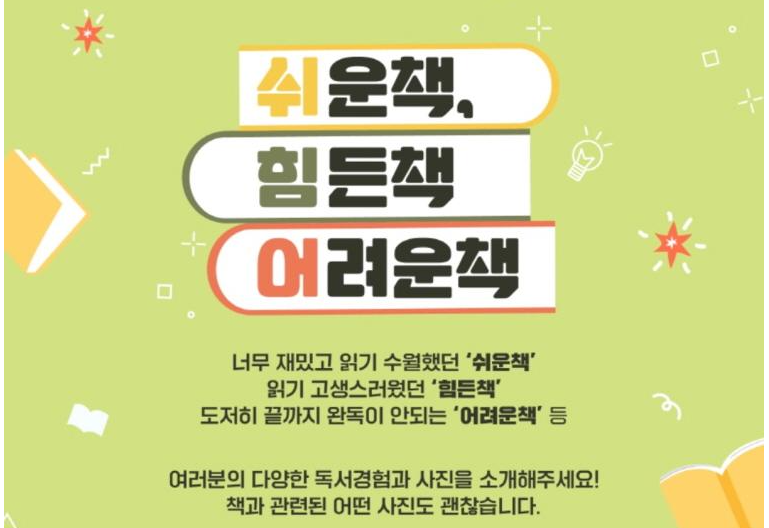 쉬운책,
힘든책
어려운책
너무 재밌고 읽기 수월했던 ‘쉬운책’
읽기 고생스러웠던 ‘힘든책’
도저히 끝까지 완독이 안되는 ‘어려운책’ 등
여러분의 다양한 독서경험과 사진을 소개해주세요!
책과 관련된 어떤 사진도 괜찮습니다.